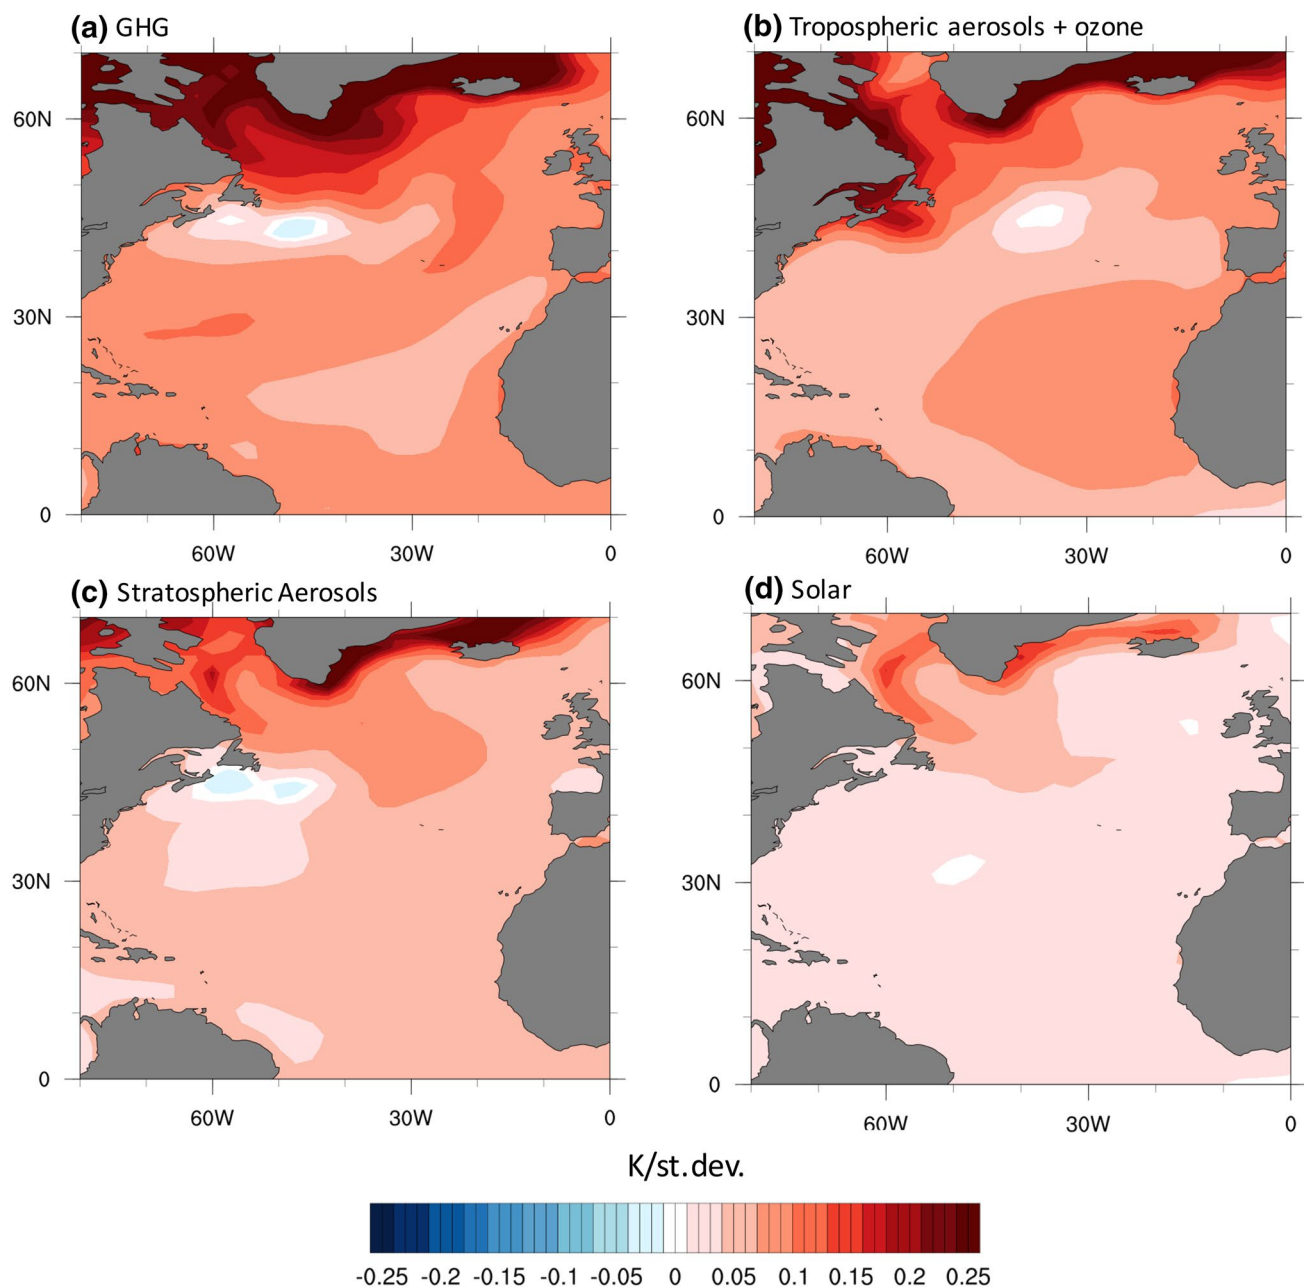 (a) GHG
(b) Tropospheric aerosols + ozone
60N
30N
0
60W 30W 0
60N
30N
0
60W 30W 0
(c) Stratospheric Aerosols
(d) Solar
60N
30N
0
60W 30W 0
60N
30N
0
60W 30W 0
K/st.dev.
-0.25 -0.2 -0.15 -0.1 -0.05 0 0.05 0.1 0.15 0.2 0.25